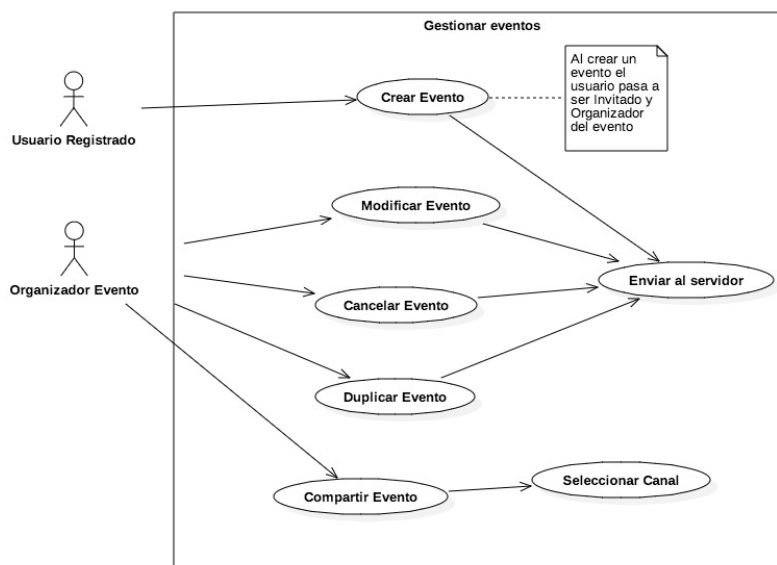 Gestionar eventos
Al crear un
evento el
usuario pasa a
ser Invitado y
Organizador
del evento
Crear Evento
Usuario Registrado
Modificar Evento
Organizador Evento
Enviar al servidor
Cancelar Evento
Duplicar Evento
Seleccionar Canal
Compartir Evento